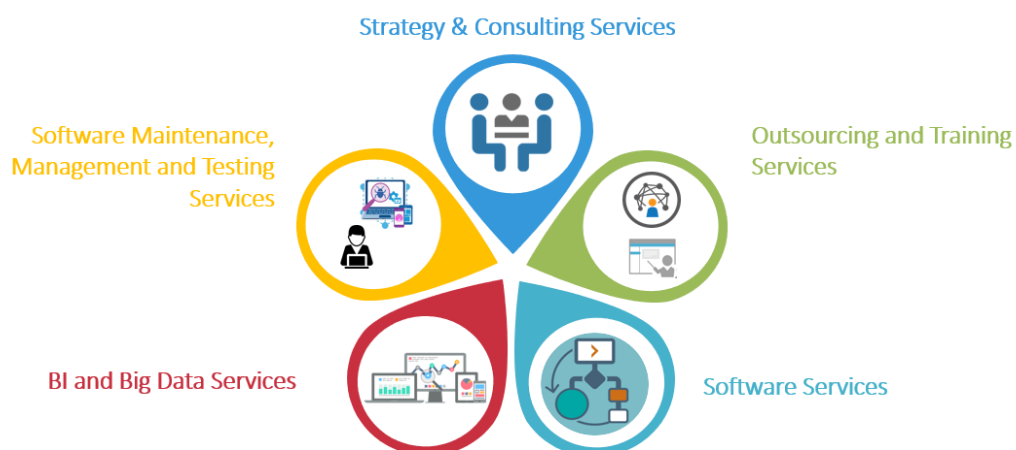 Strategy & Consulting Services
Software Maintenance,
Management and Testing
Services
Outsourcing and Training
Services
BI and Big Data Services
Software Services